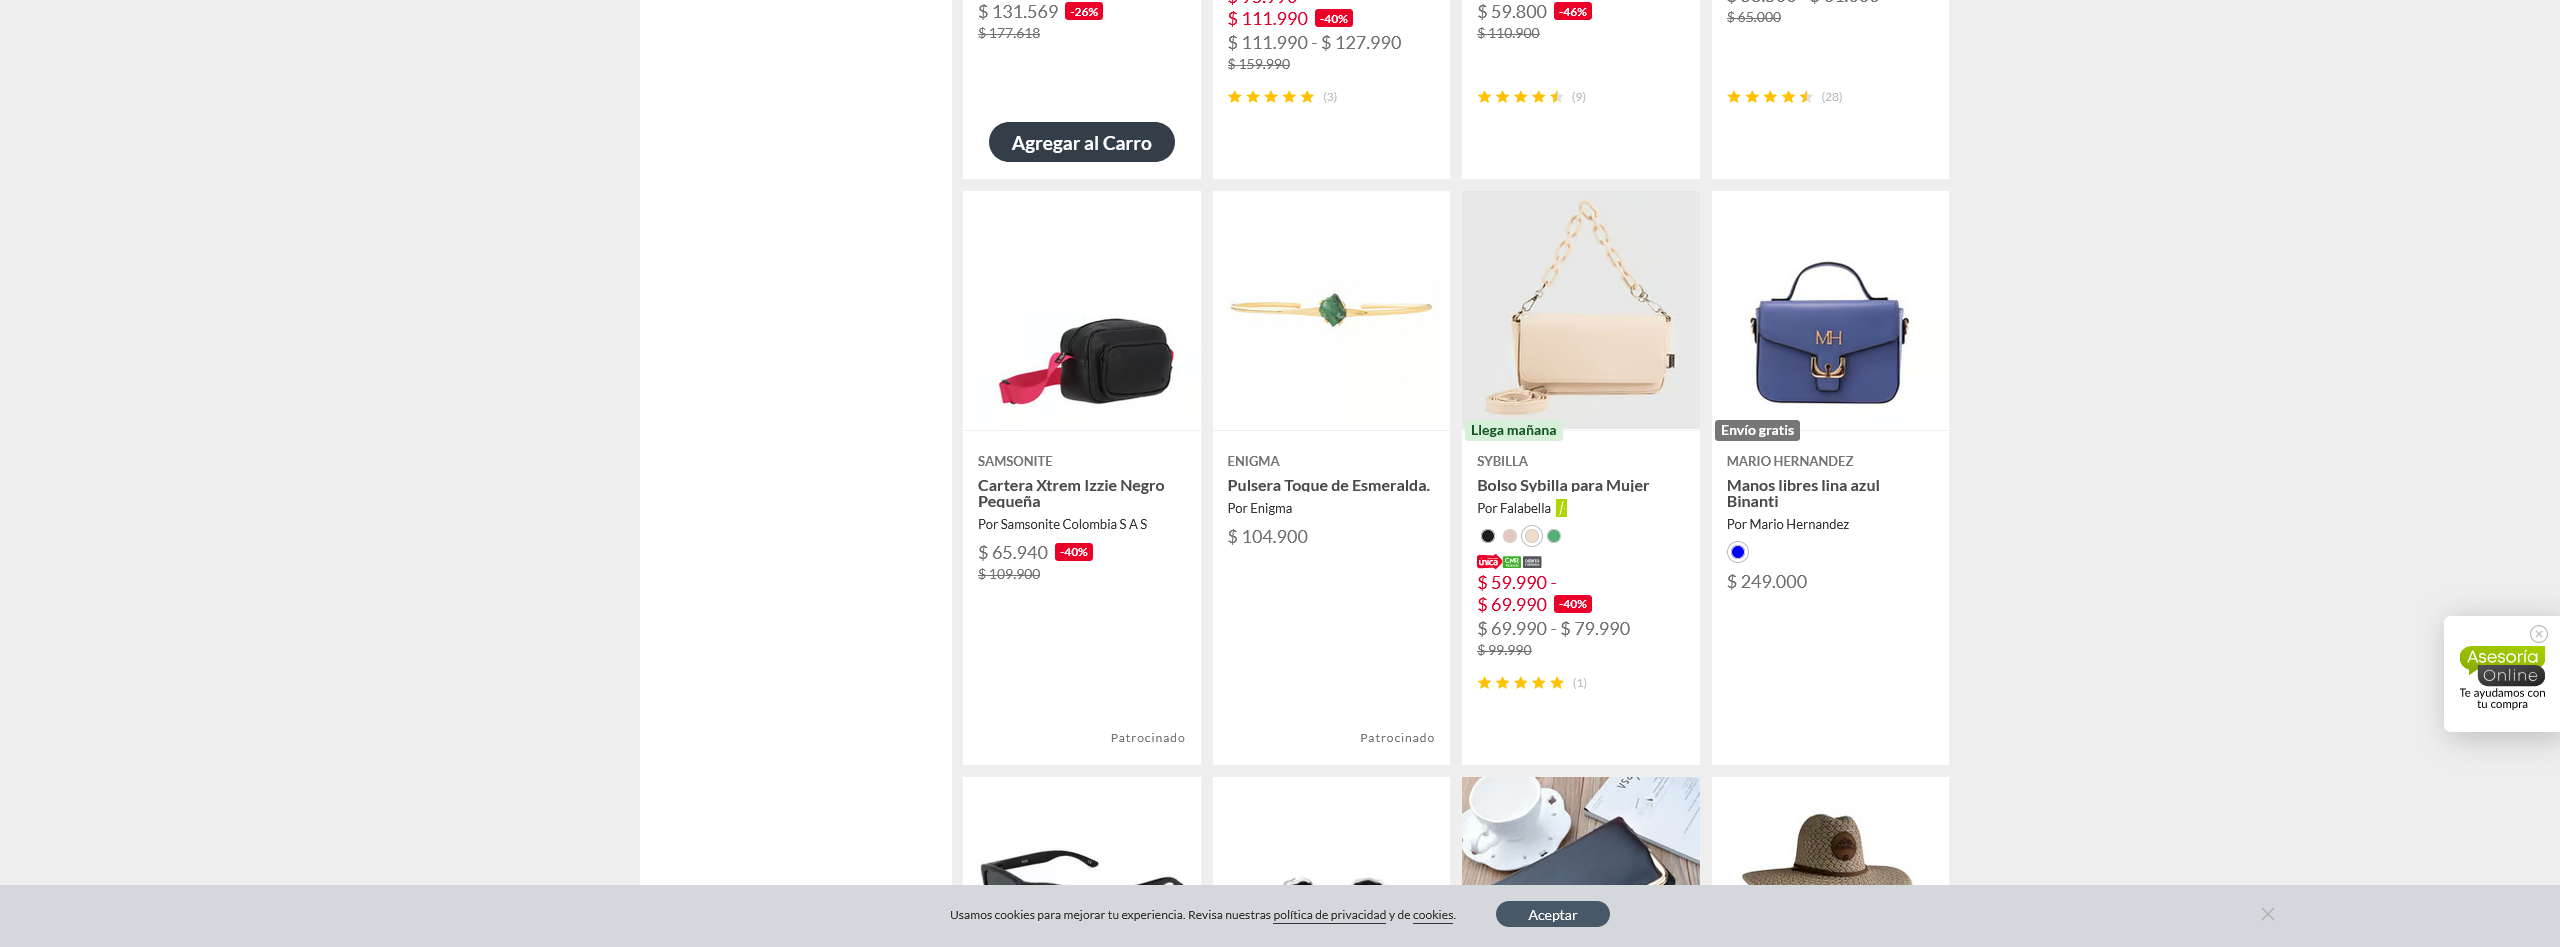 $ 131.569 -26%
$ 177.618
Agregar al Carro
$ 111.990 -40%
$ 111.990 - $ 127.990
$ 159.990
(3)
$ 59.800 -46%
$ 110.900
(9)
$ 65.000
(28)
SAMSONITE
Cartera Xtrem Izzie Negro
Pequeña
Por Samsonite Colombia S A S
$ 65.940 -40%
$ 109.900
Patrocinado
ENIGMA
Pulsera Toque de Esmeralda.
Por Enigma
$ 104.900
Patrocinado
Llega mañana
SYBILLA
Bolso Sybilla para Mujer
Por Falabella
unica CMR
$ 59.990 -
$ 69.990 -40%
$ 69.990 - $ 79.990
$ 99.990
(1)
MH
Envío gratis
MARIO HERNANDEZ
Manos libres lina azul
Binanti
Por Mario Hernandez
$ 249.000
Asesoría
Online
Te ayudamos con
tu compra
Usamos cookies para mejorar tu experiencia. Revisa nuestras política de privacidad y de cookies.
Aceptar